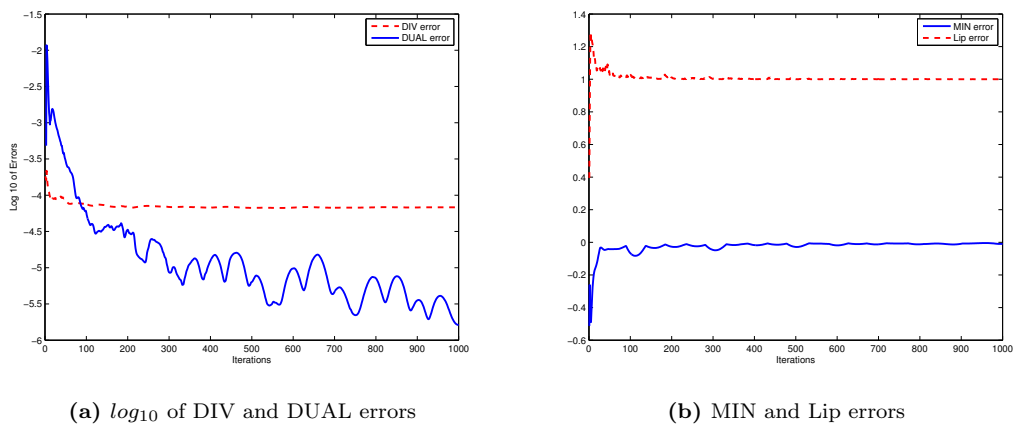 −1.5
−2
−2.5
−3
−3.5
−4
−4.5
−5
−5.5
−6
Log 10 of Errors
DIV error
DUAL error
0 100 200 300 400 500 600 700 800 900 1000
Iterations
(a) log10 of DIV and DUAL errors
1.4
1.2
1
0.8
0.6
0.4
0.2
0
−0.2
−0.4
−0.6
MIN error
Lip error
0 100 200 300 400 500 600 700 800 900 1000
Iterations
(b) MIN and Lip errors